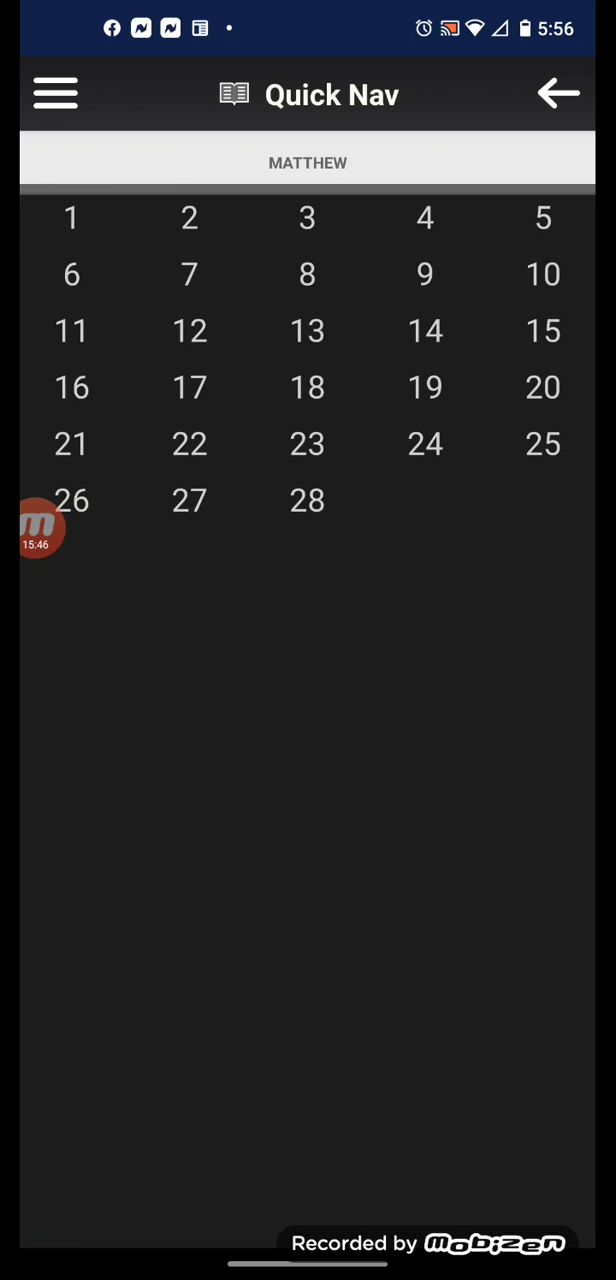 5:56
Quick Nav
MATTHEW
1 2 3 4 5
6 7 8 9 10
11 12 13 14 15
16 17 18 19 20
21 22 23 24 25
26 27 28
15:46
Recorded by mobizen